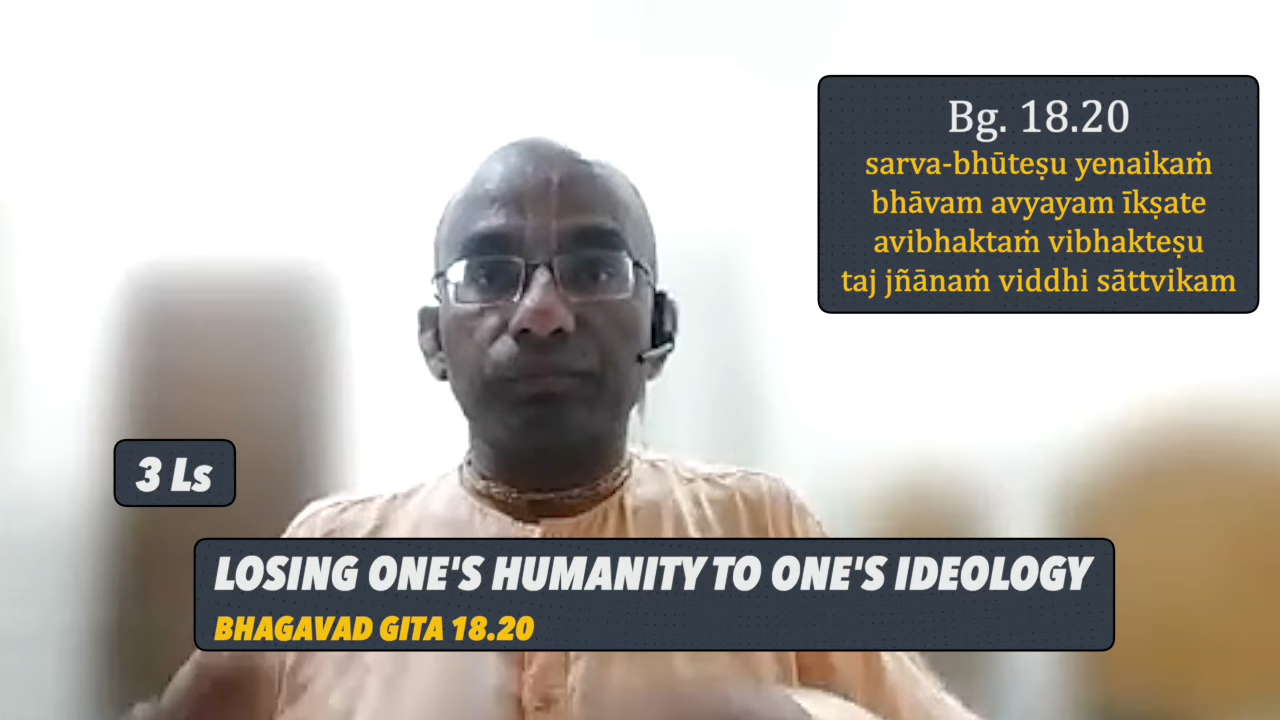 Bg. 18.20
sarva-bhūteṣu yenaikaṁ
bhāvam avyayam īkṣate
avibhaktaṁ vibhakteṣu
taj jñānaṁ viddhi sāttvikam
3 Ls
LOSING ONE'S HUMANITY TO ONE'S IDEOLOGY
BHAGAVAD GITA 18.20